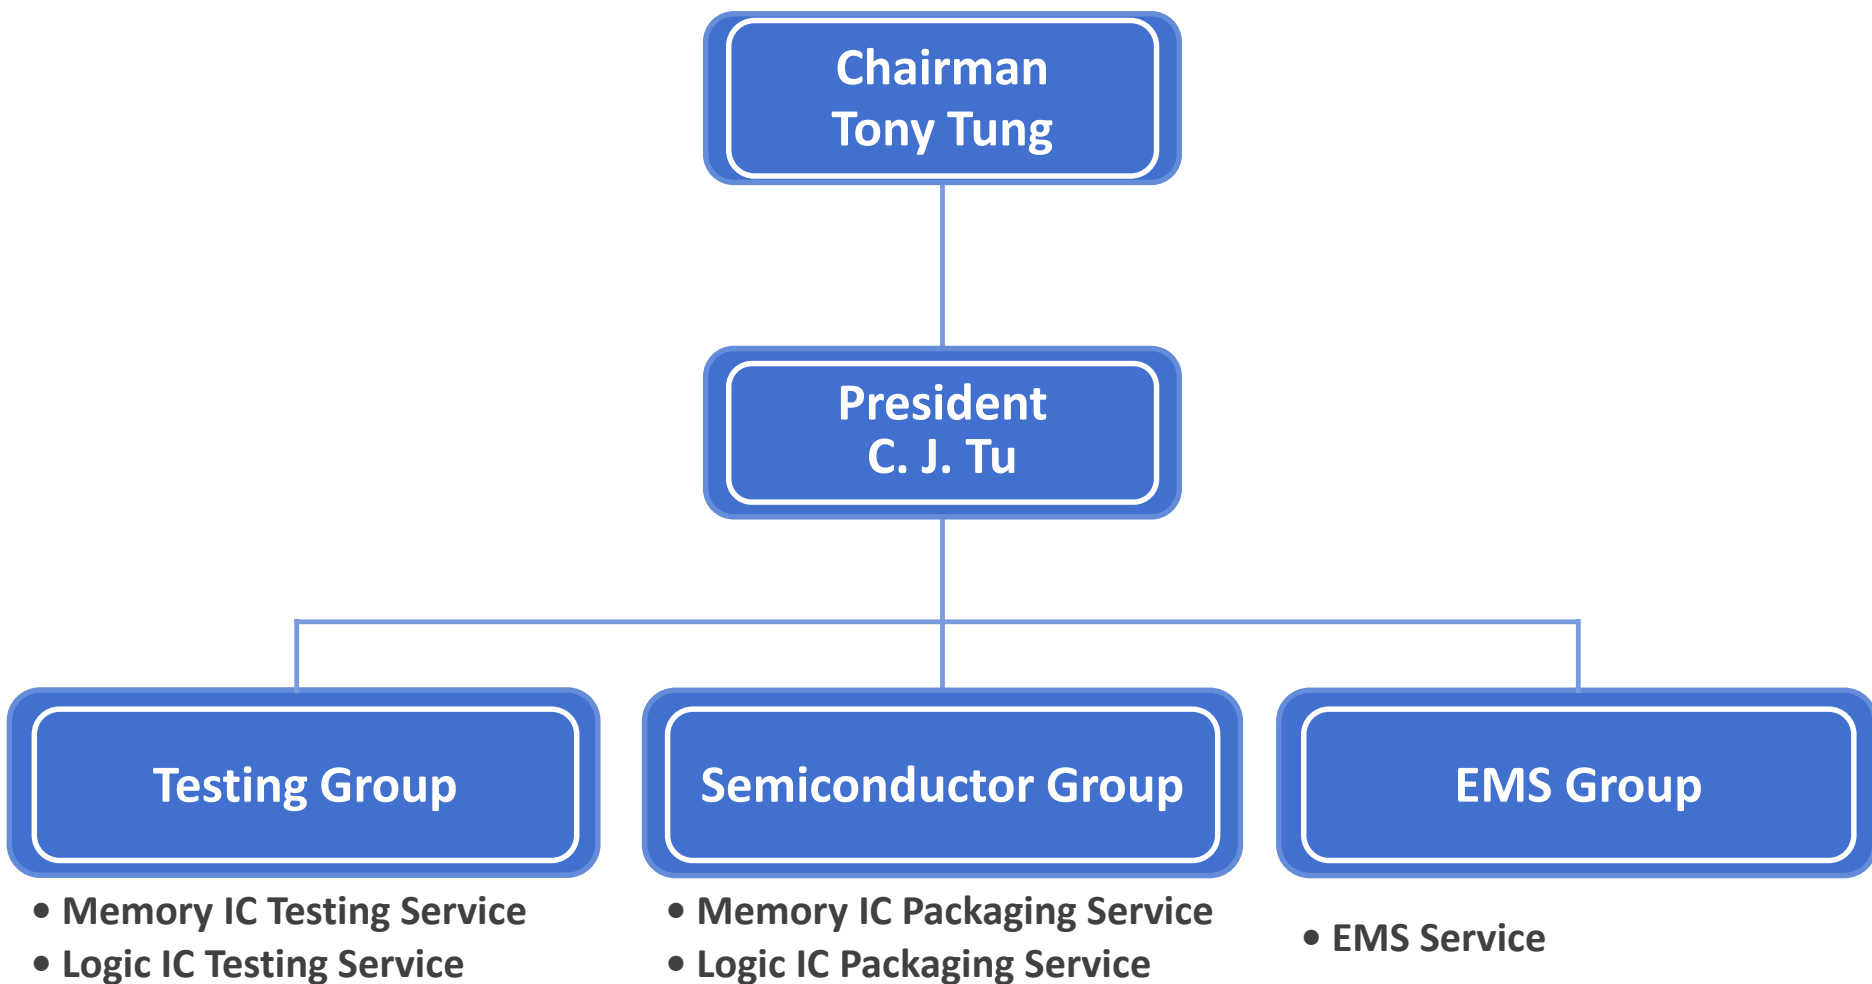 Chairman
Tony Tung
President
C. J. Tu
Testing Group
• Memory IC Testing Service
• Logic IC Testing Service
Semiconductor Group
• Memory IC Packaging Service
• Logic IC Packaging Service
EMS Group
• EMS Service